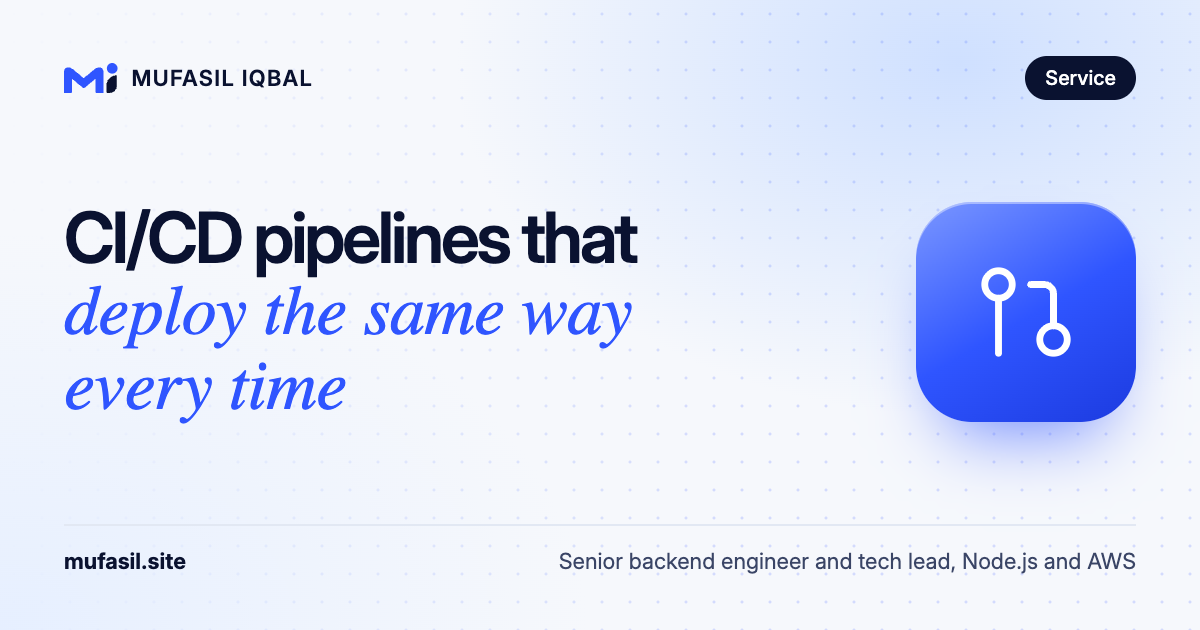 Mi MUFASIL IQBAL
Service
CI/CD pipelines that
deploy the same way
every time
mufasil.site
Senior backend engineer and tech lead, Node.js and AWS